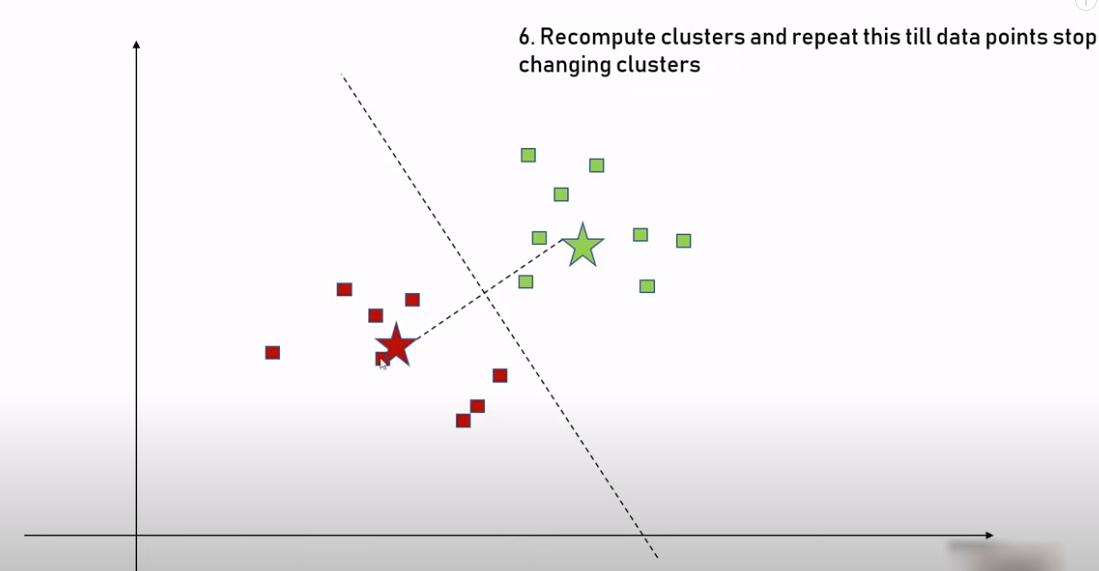 6. Recompute clusters and repeat this till data points stop
changing clusters